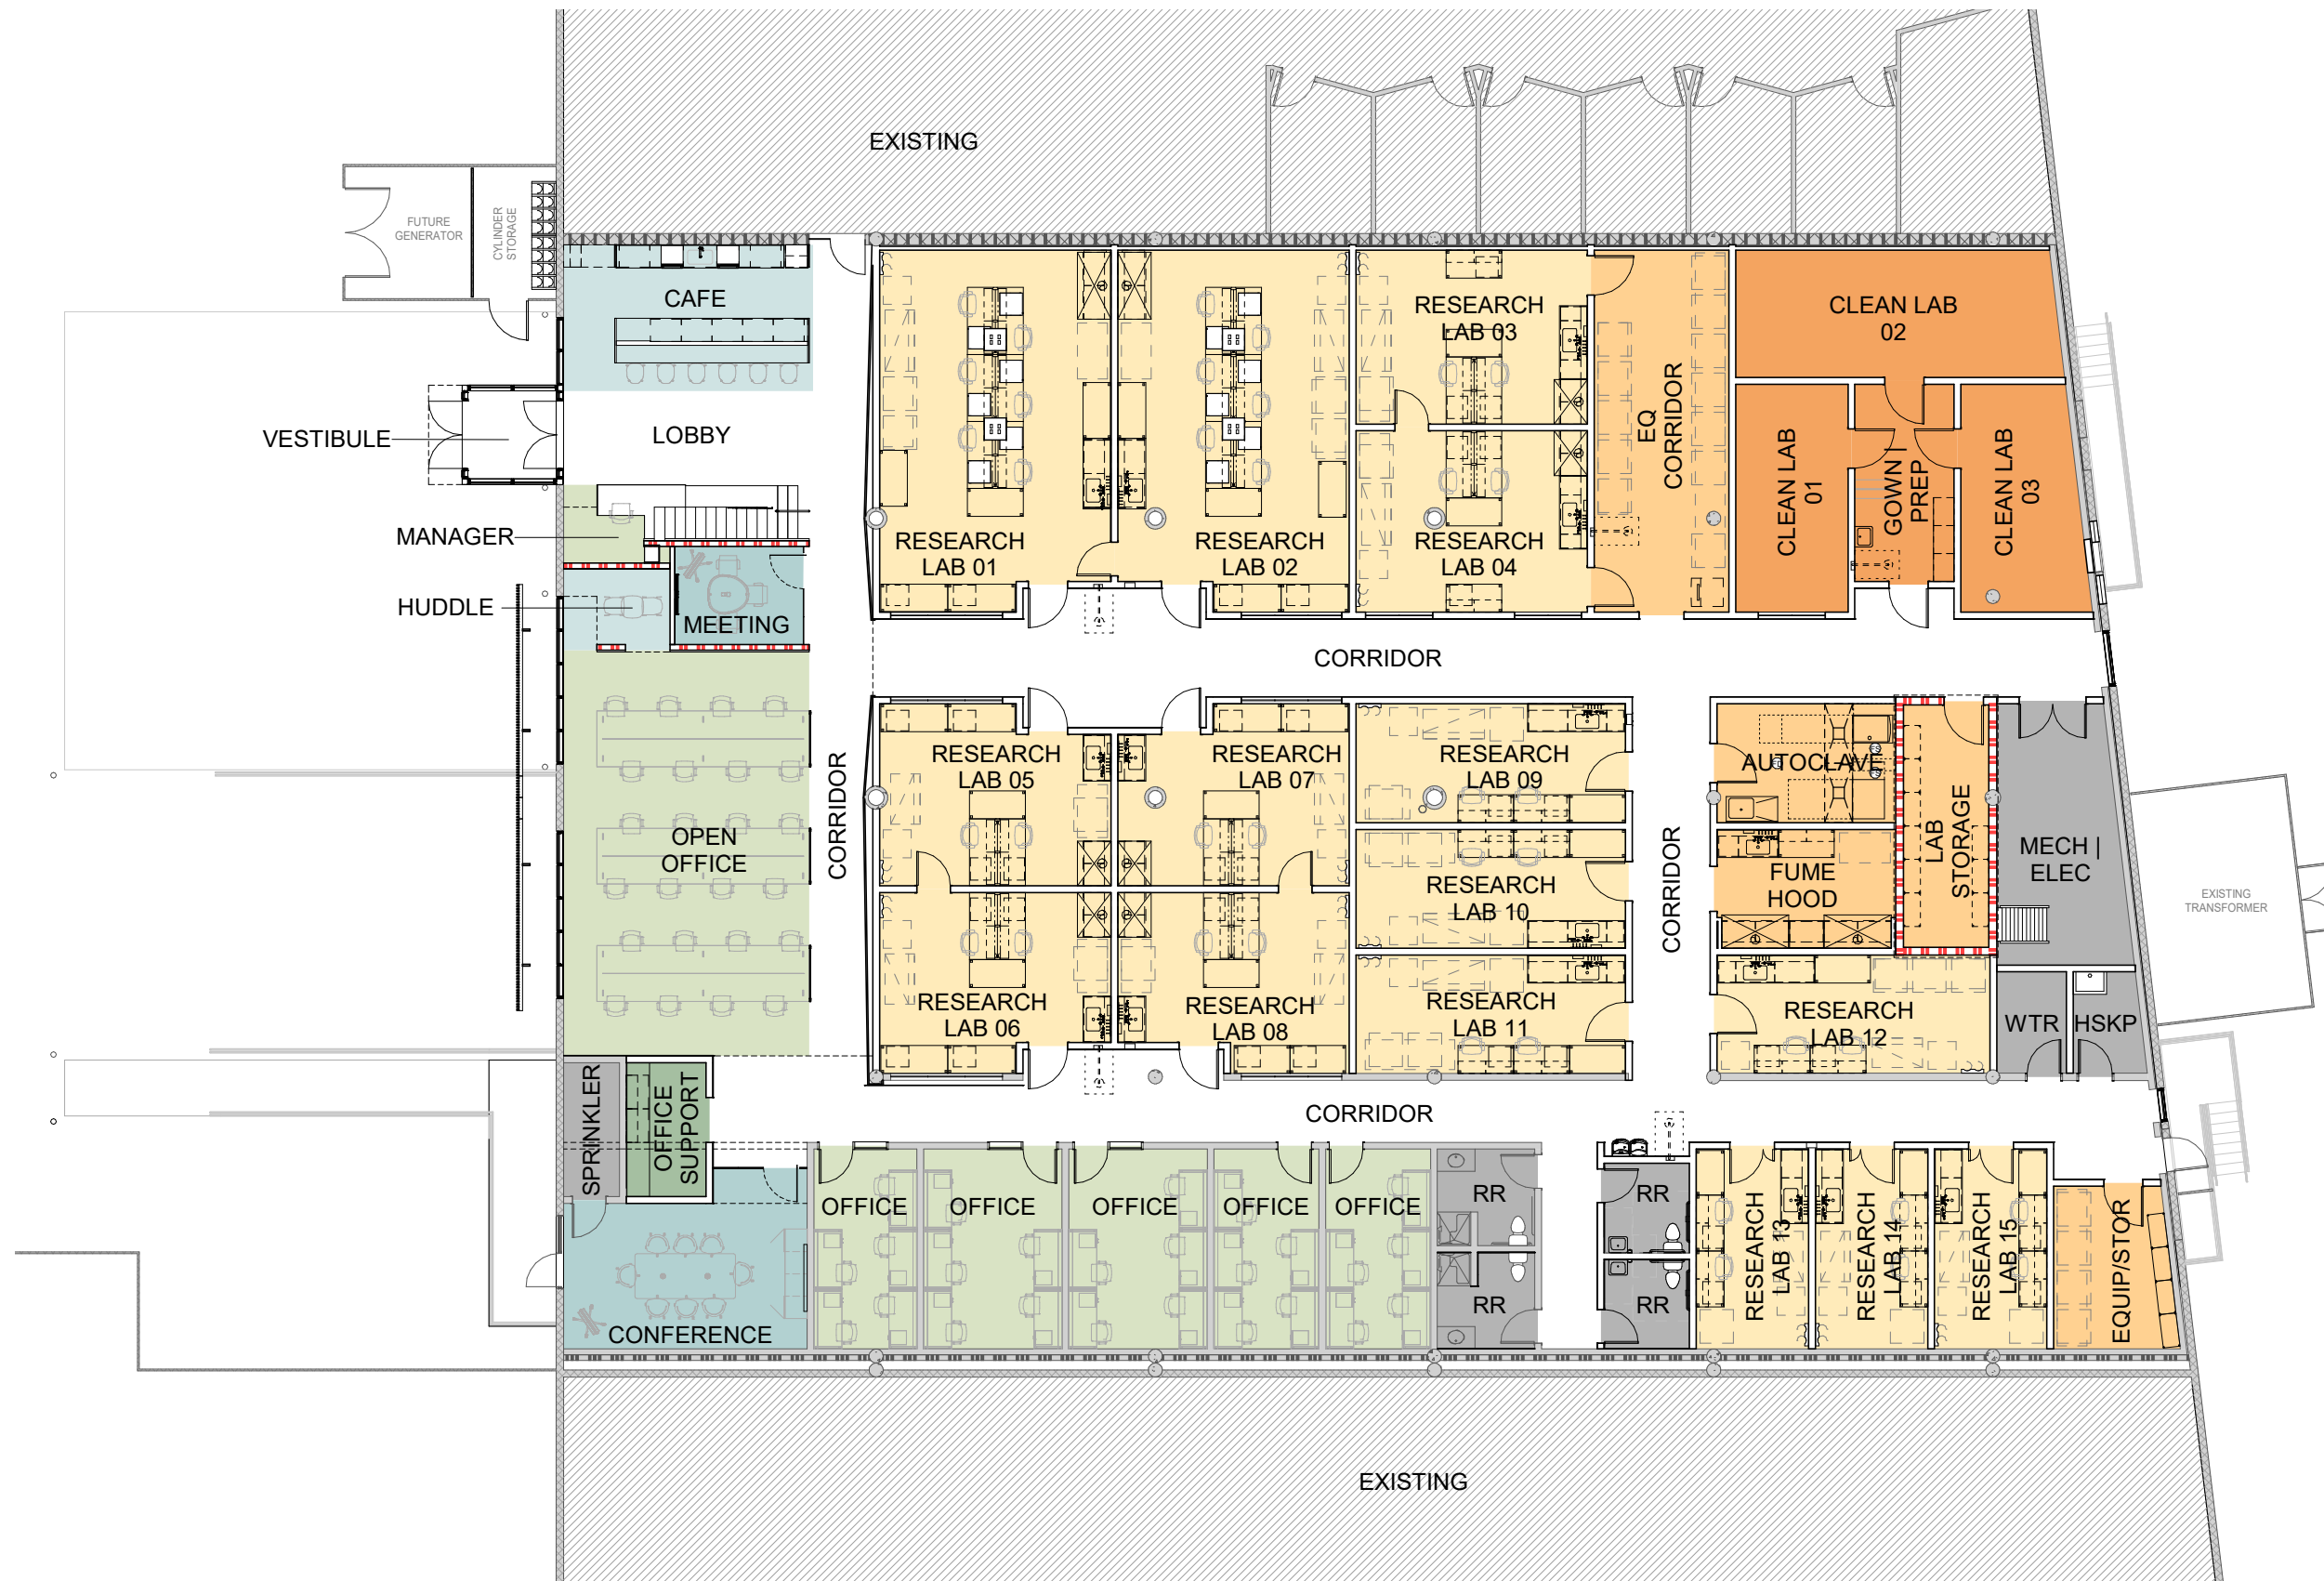 EXISTING
FUTURE
GENERATOR
CYLINDER
STORAGE
CAFE
RESEARCH
LAB 03
CLEAN LAB
02
EQ
CORRIDOR
VESTIBULE
LOBBY
CLEAN LAB
01
GOWN |
PREP
CLEAN LAB
03
MANAGER
RESEARCH
LAB 01
RESEARCH
LAB 02
RESEARCH
LAB 04
HUDDLE
MEETING
CORRIDOR
RESEARCH
LAB 05
RESEARCH
LAB 07
RESEARCH
LAB 09
AUTOCLAVE
CORRIDOR
OPEN
OFFICE
LAB
STORAGE
MECH |
ELEC
CORRIDOR
RESEARCH
LAB 10
FUME
HOOD
EXISTING
TRANSFORMER
RESEARCH
LAB 06
RESEARCH
LAB 08
RESEARCH
LAB 11
RESEARCH
LAB 12
WTR
HSKP
CORRIDOR
SPRINKLER
OFFICE
SUPPORT
OFFICE
OFFICE
OFFICE
OFFICE
OFFICE
RR
RR
RESEARCH
LAB 13
RESEARCH
LAB 14
RESEARCH
LAB 15
EQUIP/STOR
CONFERENCE
RR
RR
EXISTING